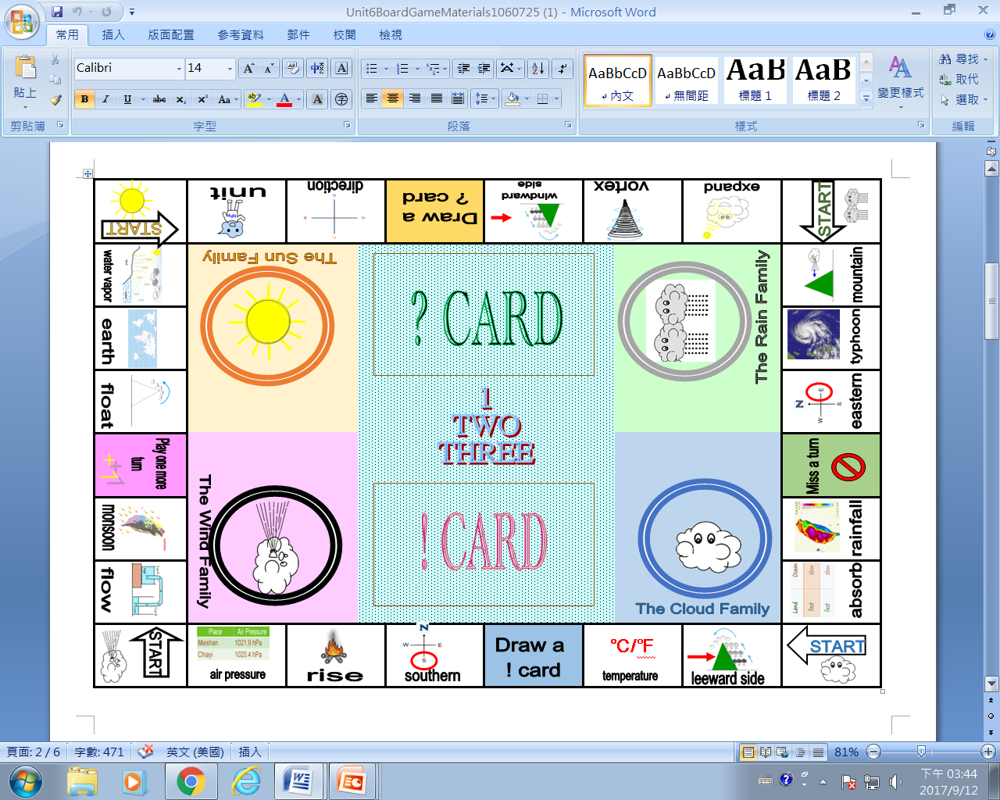 Unit6BoardGameMaterials1060725 (1) - Microsoft Word
常用 插入 版面配置 參考資料 郵件 校閱 檢視
Calibri 14
貼上
AaBbCcD AaBbCcD AaB AaB
↲ 內文 ↲ 無間距 標題 1 標題 2
變更樣式
尋找
取代
選取
剪貼簿 字型 段落 樣式 編輯
START
unit
direction
Draw a
? card
windward
side
vortex
expand
START
water vapor
The Sun Family
? CARD
The Rain Family
mountain
earth
typhoon
float
1
TWO
THREE
eastern
N
E
S
W
Play one more
turn
+1
Miss a turn
monsoon
The Wind Family
! CARD
The Cloud Family
rainfall
flow
absorb
Ocean slow slow
Land fast fast
START
Place Air Pressure
Meishan 1021.9 hPa
Chiayi 1020.4 hPa
air pressure
rise
N
W E
S
southern
Draw a
! card
°C/°F
temperature
leeward side
START
頁面: 2 / 6 字數: 471 英文 (美國) 插入 81%
下午 03:44
2017/9/12